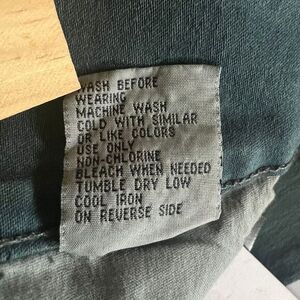 WASH BEFORE
WEARING
MACHINE WASH
COLD WITH SIMILAR
OR LIKE COLORS
USE ONLY
NON-CHLORINE
BLEACH WHEN NEEDED
TUMBLE DRY LOW
COOL IRON
ON REVERSE SIDE